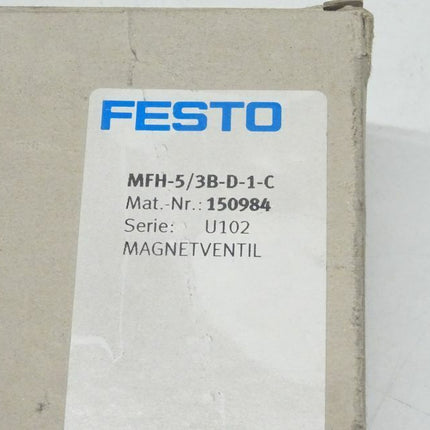 FESTO
MFH-5/3B-D-1-C
Mat.-Nr.: 150984
Serie: U102
MAGNETVENTIL